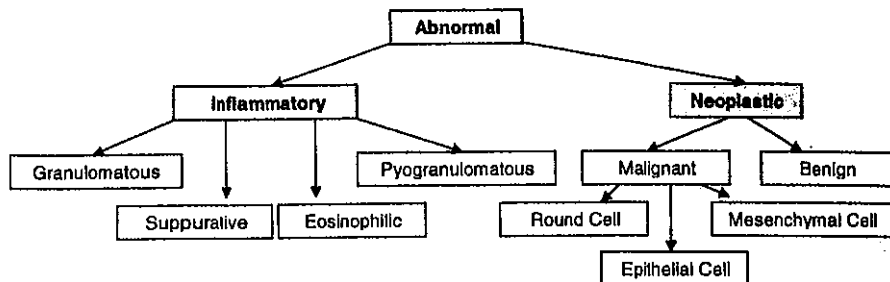 Abnormal
Inflammatory
Neoplastic
Granulomatous
Pyogranulomatous
Malignant
Benign
Suppurative
Eosinophilic
Round Cell
Mesenchymal Cell
Epithelial Cell